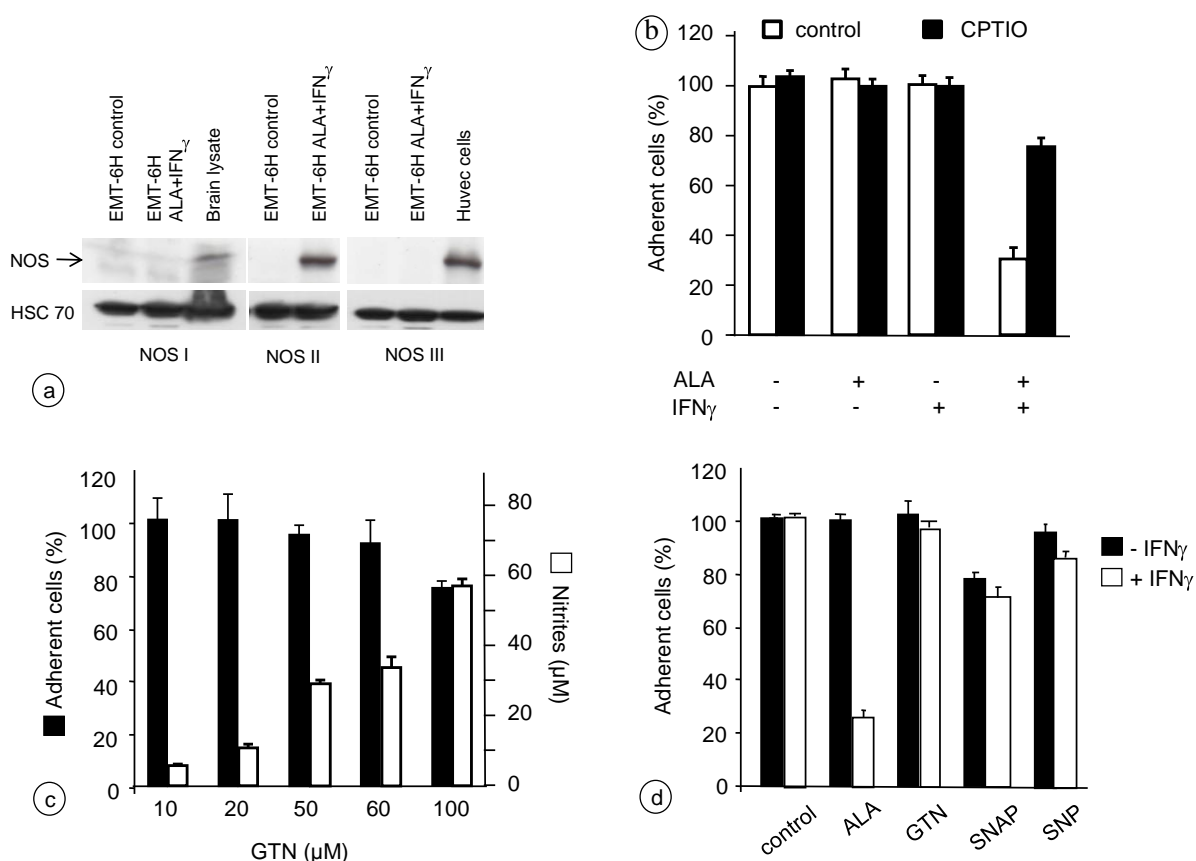 EMT-6H control
EMT-6H
ALA+IFNγ
Brain lysate
EMT-6H control
EMT-6H ALA+IFNγ
EMT-6H control
EMT-6H ALA+IFNγ
Huvec cells
NOS
HSC 70
NOS I
NOS II
NOS III
a
b
control
CPTIO
Adherent cells (%)
120
100
80
60
40
20
0
ALA - + - +
IFNγ - - + +
c
Adherent cells (%)
120
100
80
60
40
20
0
Nitrites (µM)
80
60
40
20
0
10 20 50 60 100
GTN (µM)
d
Adherent cells (%)
120
100
80
60
40
20
0
- IFNγ
+ IFNγ
control
ALA
GTN
SNAP
SNP